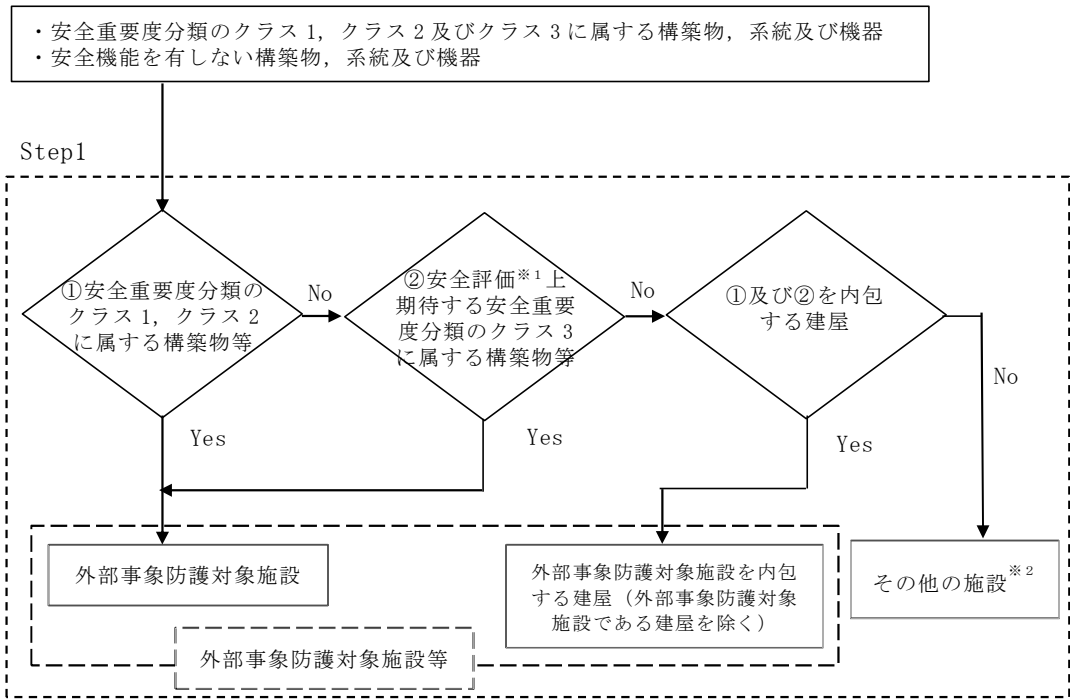 ・安全重要度分類のクラス1，クラス2及びクラス3に属する構築物，系統及び機器
・安全機能を有しない構築物，系統及び機器
Step1
①安全重要度分類の
クラス1，クラス2
に属する構築物等
No
②安全評価※1上
期待する安全重要
度分類のクラス3
に属する構築物等
No
①及び②を内包
する建屋
No
Yes
Yes
Yes
外部事象防護対象施設
外部事象防護対象施設を内包
する建屋（外部事象防護対象
施設である建屋を除く）
その他の施設※2
外部事象防護対象施設等